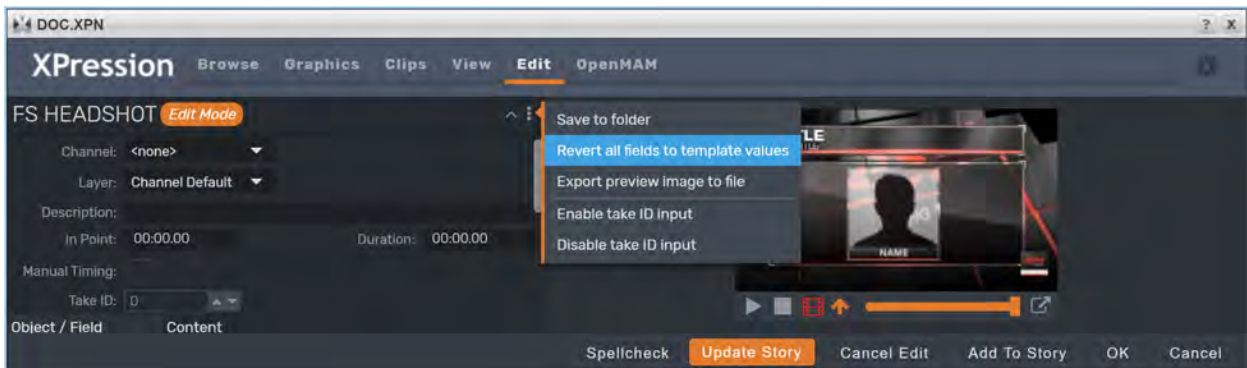 DOC.XPN ? X
XPression Browse Graphics Clips View Edit OpenMAM
FS HEADSHOT Edit Mode
Channel: <none>
Layer: Channel Default
Description:
In Point: 00:00.00 Duration: 00:00.00
Manual Timing:
Take ID: 0
Object / Field Content
Save to folder
Revert all fields to template values
Export preview image to file
Enable take ID input
Disable take ID input
NAME
Spellcheck Update Story Cancel Edit Add To Story OK Cancel